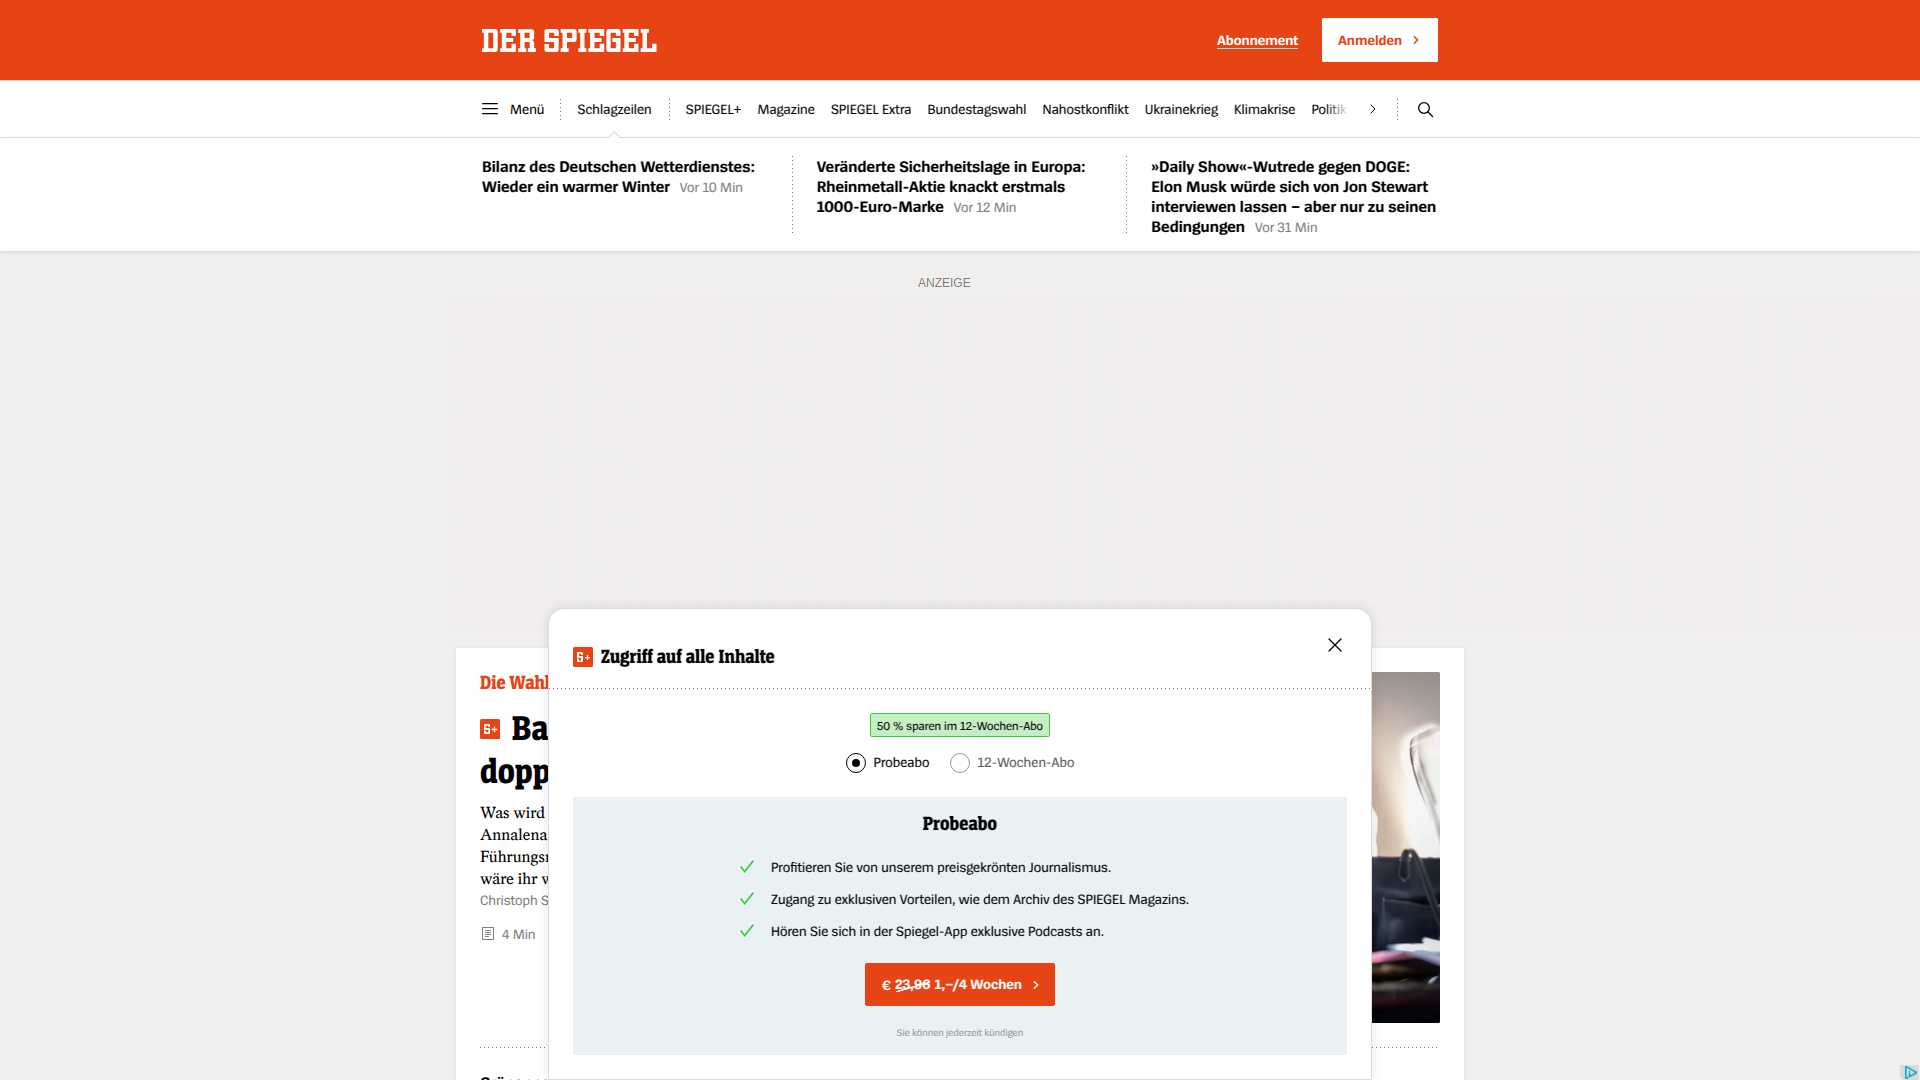 DER SPIEGEL
Abonnement
Anmelden
Menü
Schlagzeilen
SPIEGEL+
Magazine
SPIEGEL Extra
Bundestagswahl
Nahostkonflikt
Ukrainekrieg
Klimakrise
Politik
Bilanz des Deutschen Wetterdienstes:
Wieder ein warmer Winter Vor 10 Min
Veränderte Sicherheitslage in Europa:
Rheinmetall-Aktie knackt erstmals
1000-Euro-Marke Vor 12 Min
»Daily Show«-Wutrede gegen DOGE:
Elon Musk würde sich von Jon Stewart
interviewen lassen – aber nur zu seinen
Bedingungen Vor 31 Min
ANZEIGE
Die Wahl
Ba
dopp
Was wird
Annalena
Führungs
wäre ihr
Christoph S
4 Min
Zugriff auf alle Inhalte
50 % sparen im 12-Wochen-Abo
Probeabo
12-Wochen-Abo
Probeabo
Profitieren Sie von unserem preisgekrönten Journalismus.
Zugang zu exklusiven Vorteilen, wie dem Archiv des SPIEGEL Magazins.
Hören Sie sich in der Spiegel-App exklusive Podcasts an.
€ 23,96 1,–/4 Wochen
Sie können jederzeit kündigen